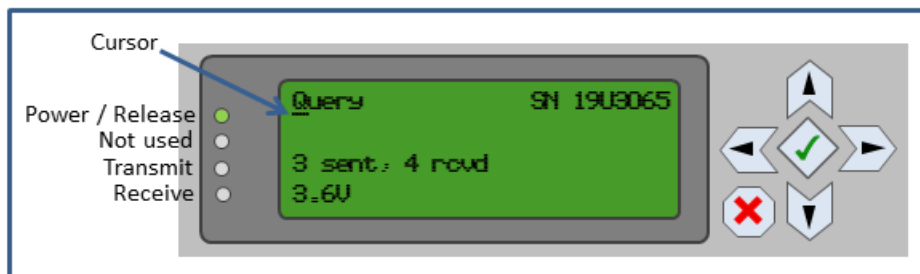 Cursor
Power / Release
Not used
Transmit
Receive
Query SN 19U3065
3 sent, 4 rcvd
3.6V